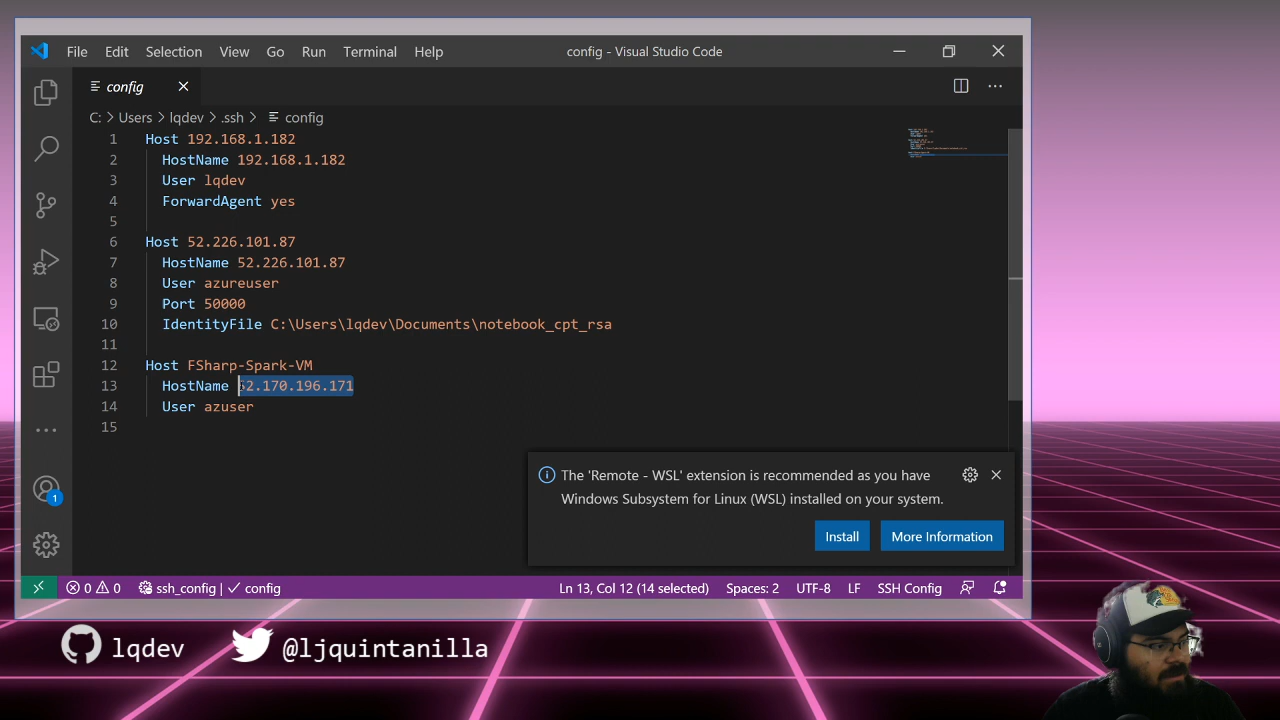 File Edit Selection View Go Run Terminal Help config - Visual Studio Code
config
C: > Users > lqdev > .ssh > config
1 Host 192.168.1.182
2 HostName 192.168.1.182
3 User lqdev
4 ForwardAgent yes
5
6 Host 52.226.101.87
7 HostName 52.226.101.87
8 User azureuser
9 Port 50000
10 IdentityFile C:\Users\lqdev\Documents\notebook_cpt_rsa
11
12 Host FSharp-Spark-VM
13 HostName 52.170.196.171
14 User azuser
15
The 'Remote - WSL' extension is recommended as you have
Windows Subsystem for Linux (WSL) installed on your system.
Install More Information
1
0 0 ssh_config | config Ln 13, Col 12 (14 selected) Spaces: 2 UTF-8 LF SSH Config
lqdev @ljquintanilla